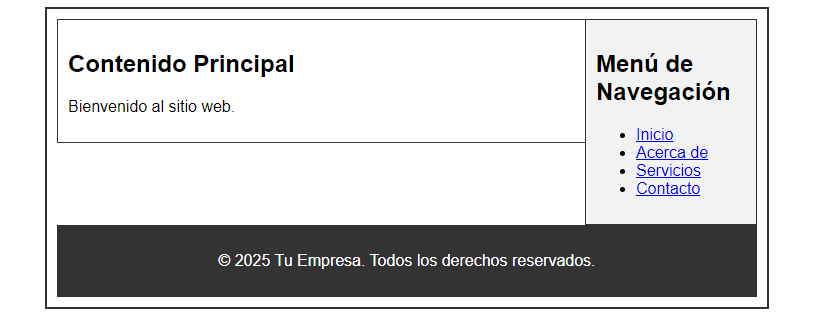 Contenido Principal
Bienvenido al sitio web.
Menú de
Navegación
Inicio
Acerca de
Servicios
Contacto
© 2025 Tu Empresa. Todos los derechos reservados.